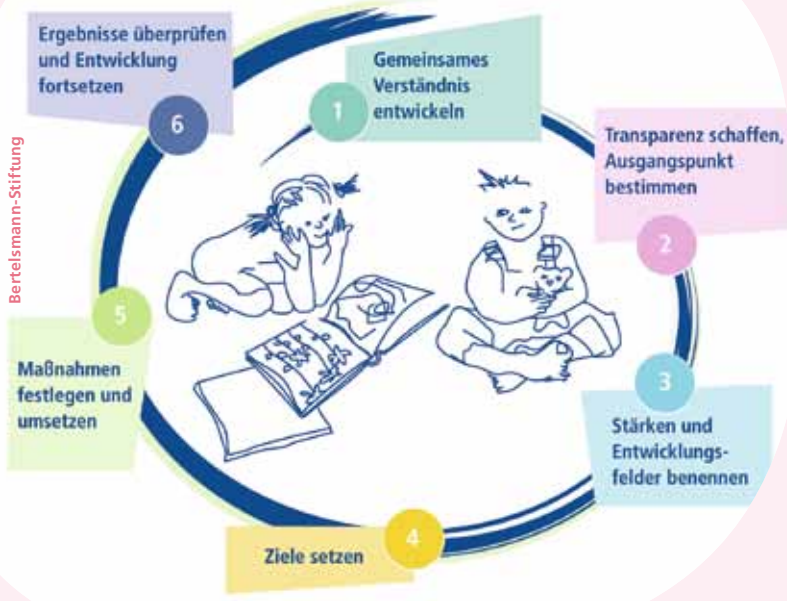 1
Gemeinsames
Verständnis
entwickeln
2
Transparenz schaffen,
Ausgangspunkt
bestimmen
3
Stärken und
Entwicklungs-
felder benennen
4
Ziele setzen
5
Maßnahmen
festlegen und
umsetzen
6
Ergebnisse überprüfen
und Entwicklung
fortsetzen
Bertelsmann-Stiftung